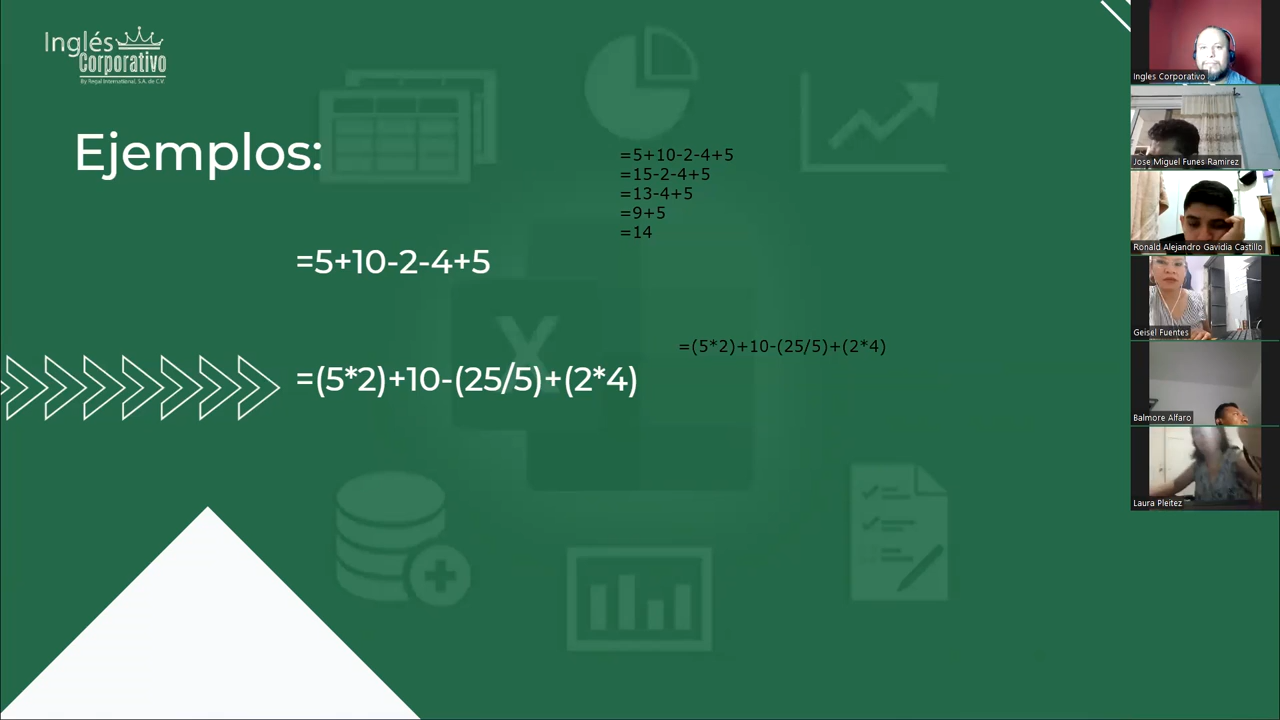 Inglés
Corporativo
By Regal International, S.A. de C.V.
Ejemplos:
=5+10-2-4+5
=15-2-4+5
=13-4+5
=9+5
=14
=5+10-2-4+5
=(5*2)+10-(25/5)+(2*4)
=(5*2)+10-(25/5)+(2*4)
X
Ingles Corporativo
Jose Miguel Funes Ramirez
Ronald Alejandro Gavidia Castillo
Geisel Fuentes
Balmore Alfaro
Laura Pleitez